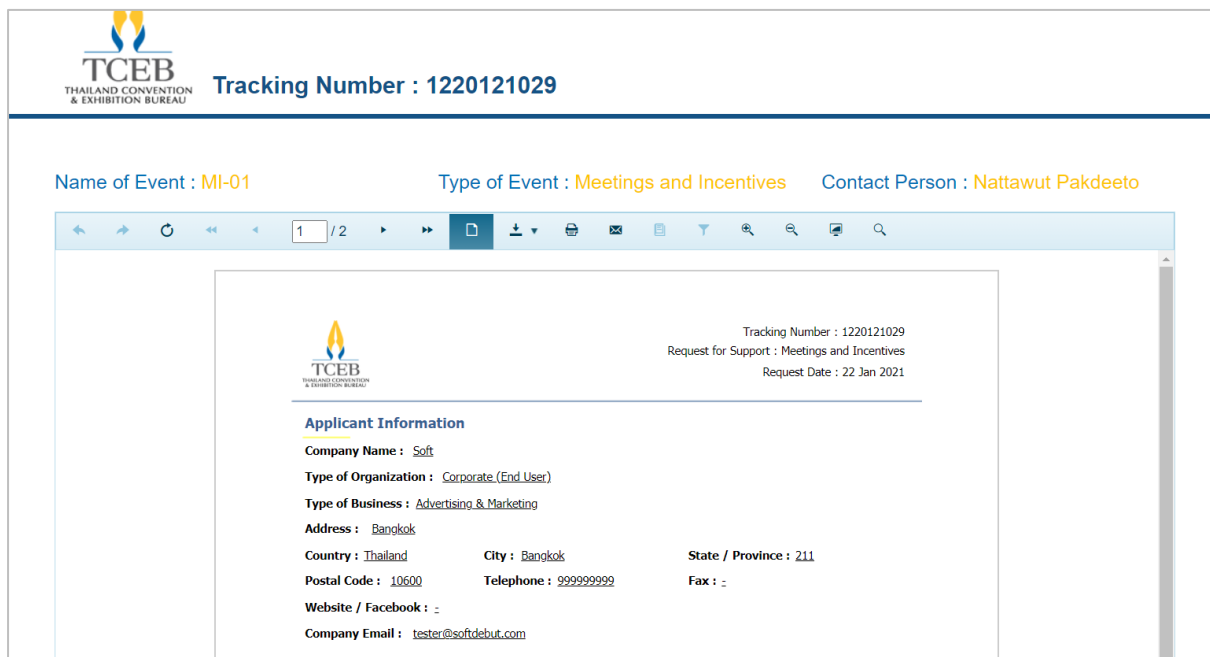 TCEB
THAILAND CONVENTION
& EXHIBITION BUREAU
Tracking Number : 1220121029
Name of Event : MI-01 Type of Event : Meetings and Incentives Contact Person : Nattawut Pakdeeto
1 / 2
TCEB
THAILAND CONVENTION
& EXHIBITION BUREAU
Tracking Number : 1220121029
Request for Support : Meetings and Incentives
Request Date : 22 Jan 2021
Applicant Information
Company Name : Soft
Type of Organization : Corporate (End User)
Type of Business : Advertising & Marketing
Address : Bangkok
Country : Thailand City : Bangkok State / Province : 211
Postal Code : 10600 Telephone : 999999999 Fax : -
Website / Facebook : -
Company Email : tester@softdebut.com